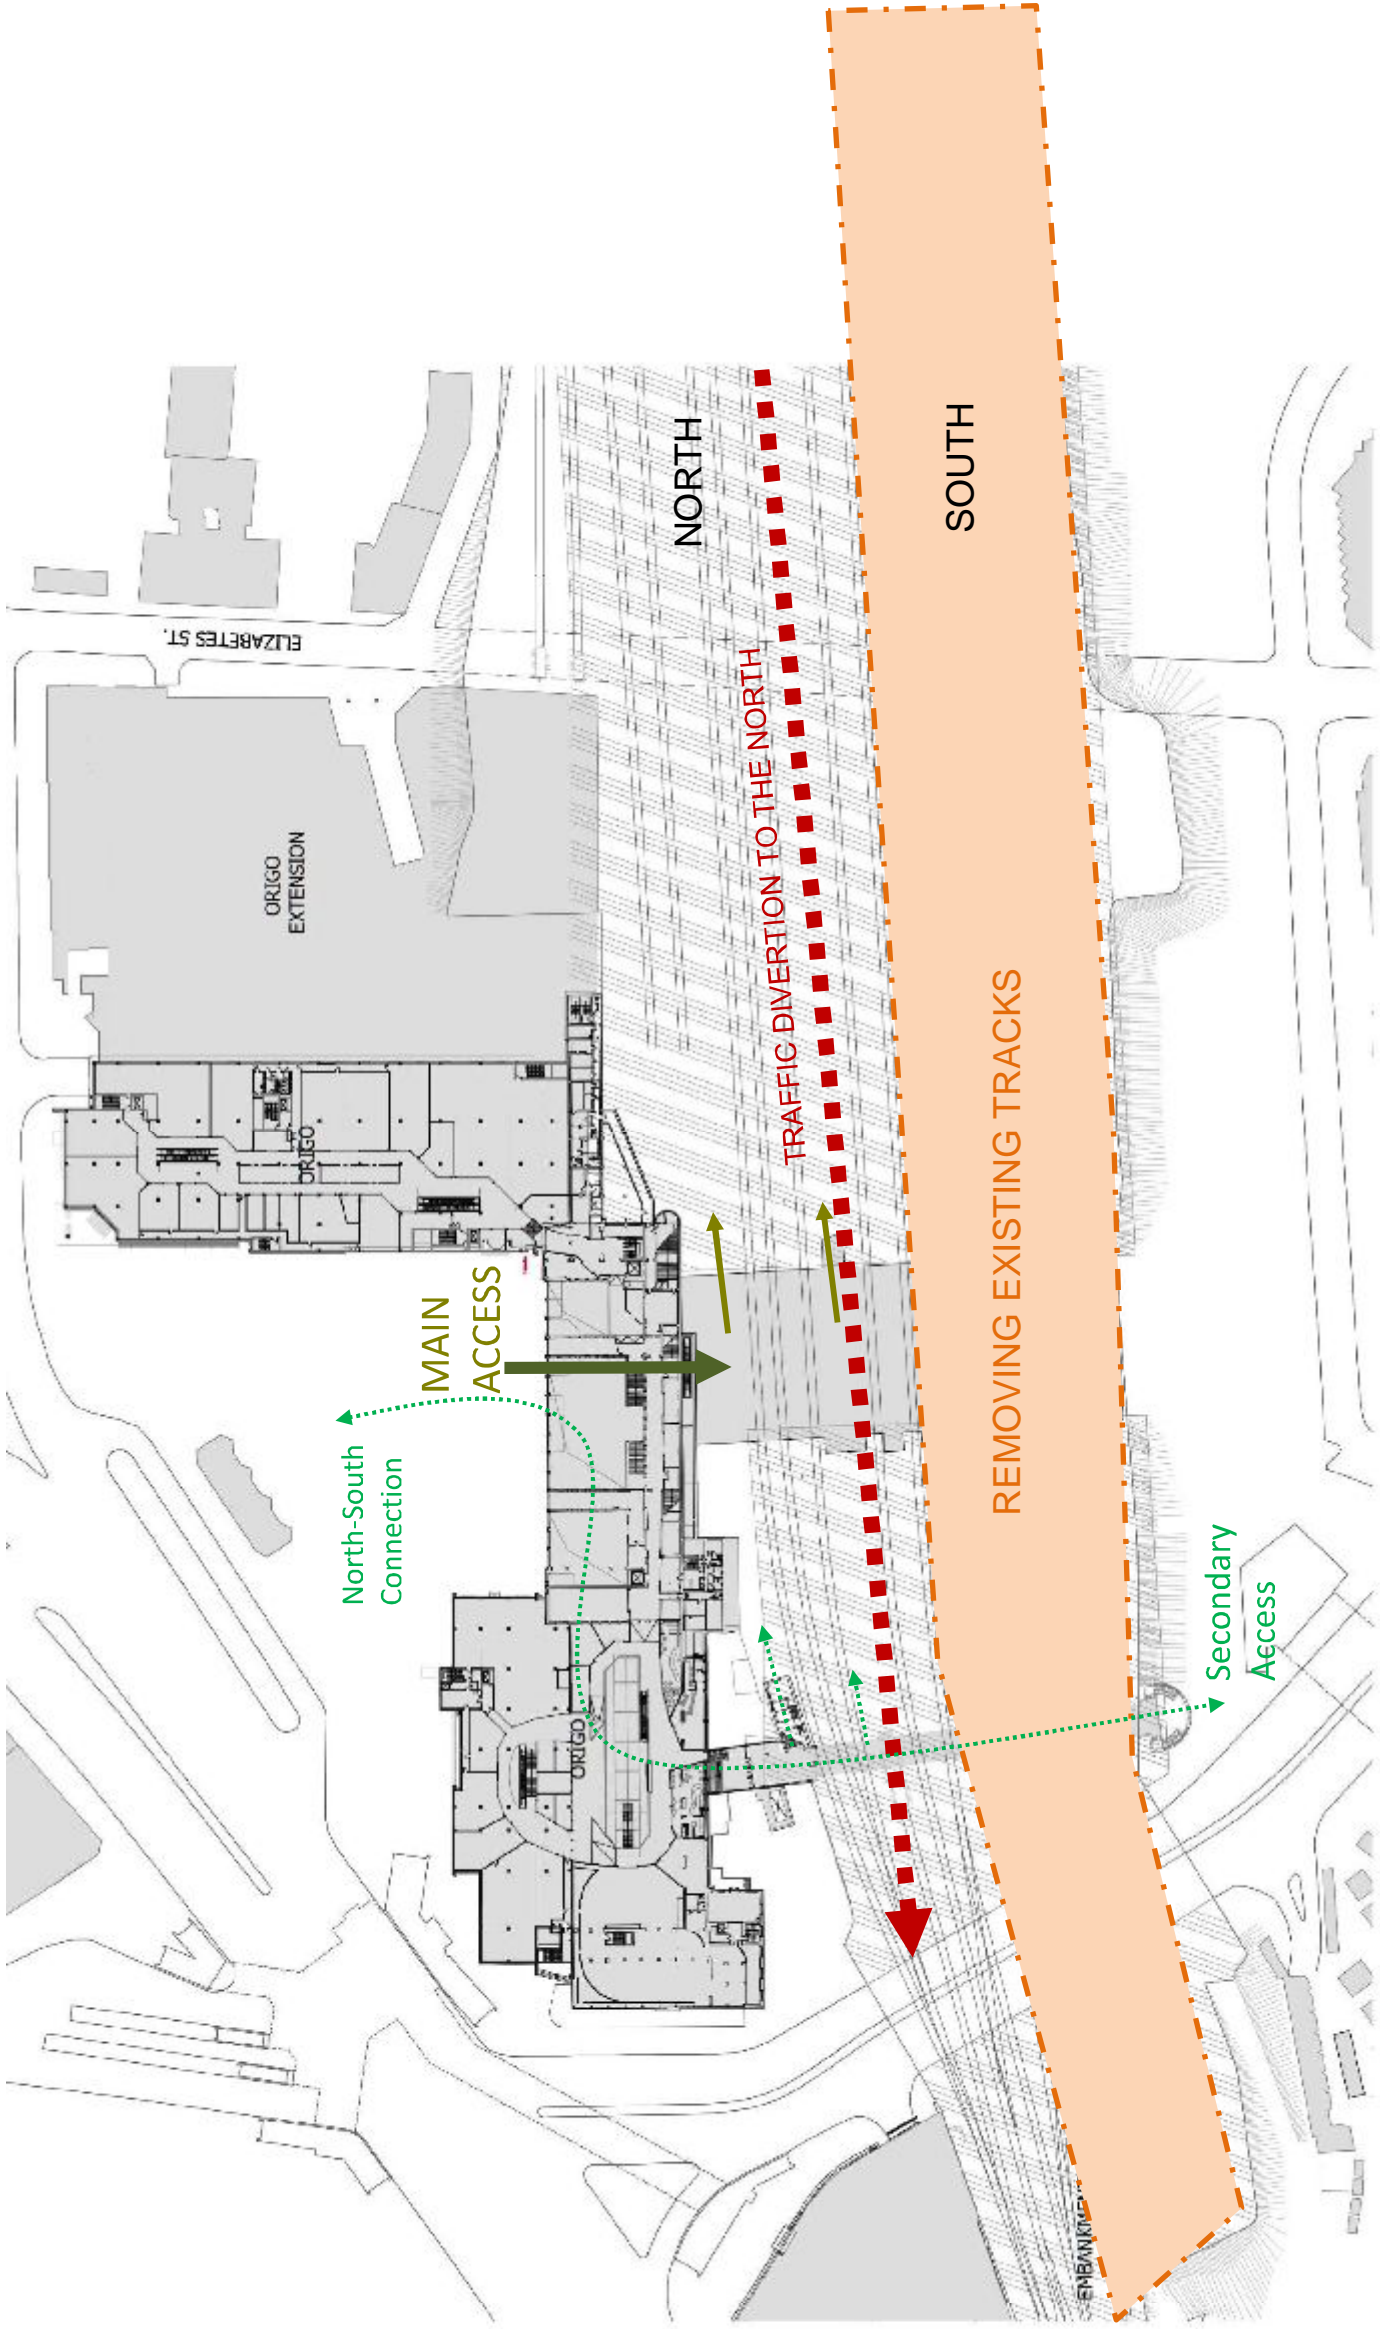 ELIZABETES ST.
NORTH
SOUTH
TRAFFIC DIVERTION TO THE NORTH
ORIGO
EXTENSION
ORIGO
MAIN
ACCESS
REMOVING EXISTING TRACKS
North-South
Connection
Secondary
Access
ORIGO
EMBANKMEN